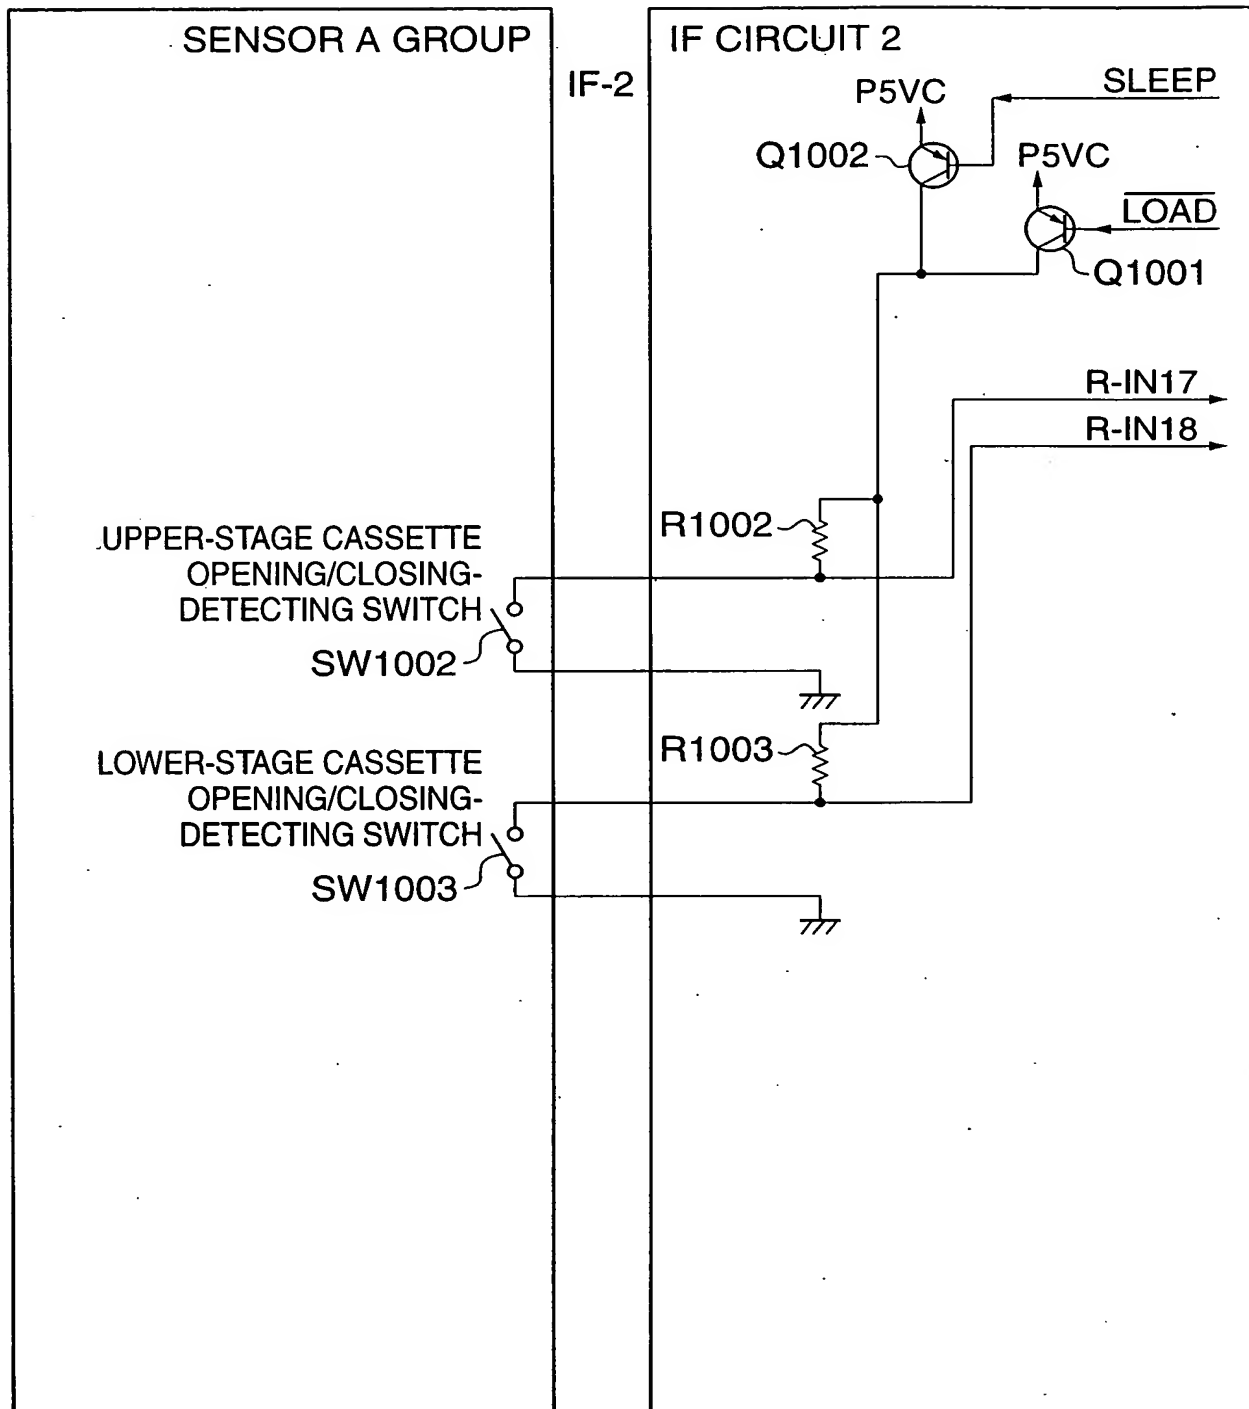 SENSOR A GROUP
IF-2
IF CIRCUIT 2
SLEEP
P5VC
Q1002
P5VC
LOAD
Q1001
R-IN17
R-IN18
R1002
UPPER-STAGE CASSETTE
OPENING/CLOSING-
DETECTING SWITCH
SW1002
R1003
LOWER-STAGE CASSETTE
OPENING/CLOSING-
DETECTING SWITCH
SW1003